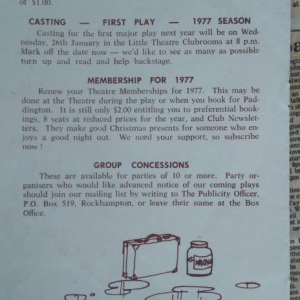 of $1.00.
CASTING — FIRST PLAY — 1977 SEASON
Casting for the first major play next year will be on Wed-
nesday, 26th January in the Little Theatre Clubrooms at 8 p.m.
Mark off the date now — we'd like to see as many as possible
turn up and read and help backstage.
MEMBERSHIP FOR 1977
Renew your Theatre Memberships for 1977. This may be
done at the Theatre during the play or when you book for Pad-
dington. It is still only $2.00 entitling you to preferential book-
ings, 8 seats at reduced prices for the year, and Club Newslet-
ters. They make good Christmas presents for someone who en-
joys a good night out. We need your support, so subscribe
now !
GROUP CONCESSIONS
These are available for parties of 10 or more. Party or-
ganisers who would like advanced notice of our coming plays
should join our mailing list by writing to The Publicity Officer,
P.O. Box 519, Rockhampton, or leave their name at the Box
Office.